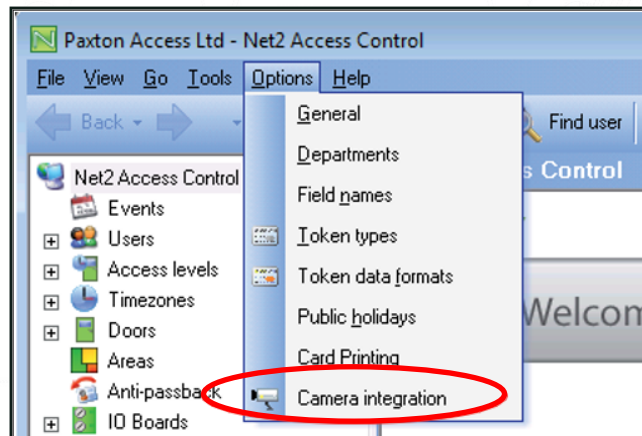 Paxton Access Ltd - Net2 Access Control
File View Go Tools Options Help
Back
Find user
General
Departments
Field names
Token types
Token data formats
Public holidays
Card Printing
Camera integration
s Control
Welcom
Net2 Access Control
Events
Users
Access levels
Timezones
Doors
Areas
Anti-passback
IO Boards